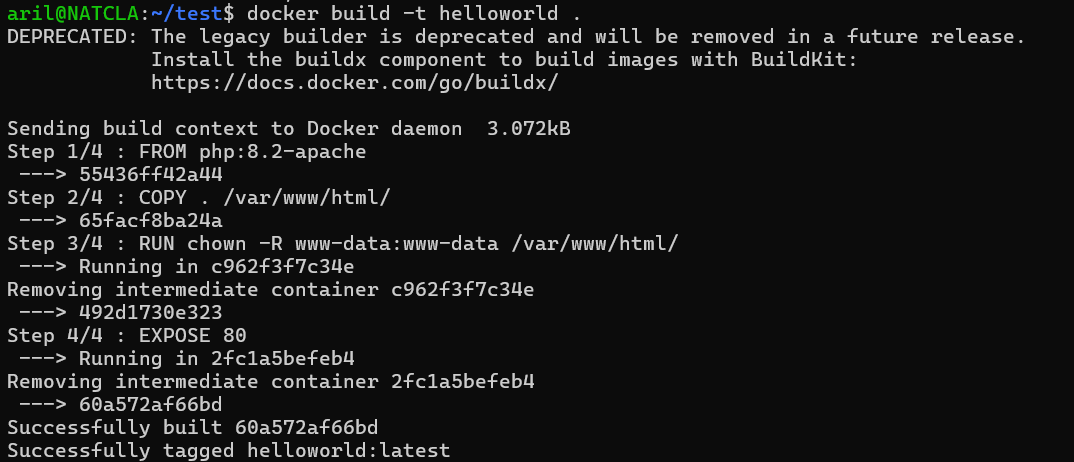 aril@NATCLA:~/test$ docker build -t helloworld .
DEPRECATED: The legacy builder is deprecated and will be removed in a future release.
            Install the buildx component to build images with BuildKit:
            https://docs.docker.com/go/buildx/

Sending build context to Docker daemon  3.072kB
Step 1/4 : FROM php:8.2-apache
 ---> 55436ff42a44
Step 2/4 : COPY . /var/www/html/
 ---> 65facf8ba24a
Step 3/4 : RUN chown -R www-data:www-data /var/www/html/
 ---> Running in c962f3f7c34e
Removing intermediate container c962f3f7c34e
 ---> 492d1730e323
Step 4/4 : EXPOSE 80
 ---> Running in 2fc1a5befeb4
Removing intermediate container 2fc1a5befeb4
 ---> 60a572af66bd
Successfully built 60a572af66bd
Successfully tagged helloworld:latest